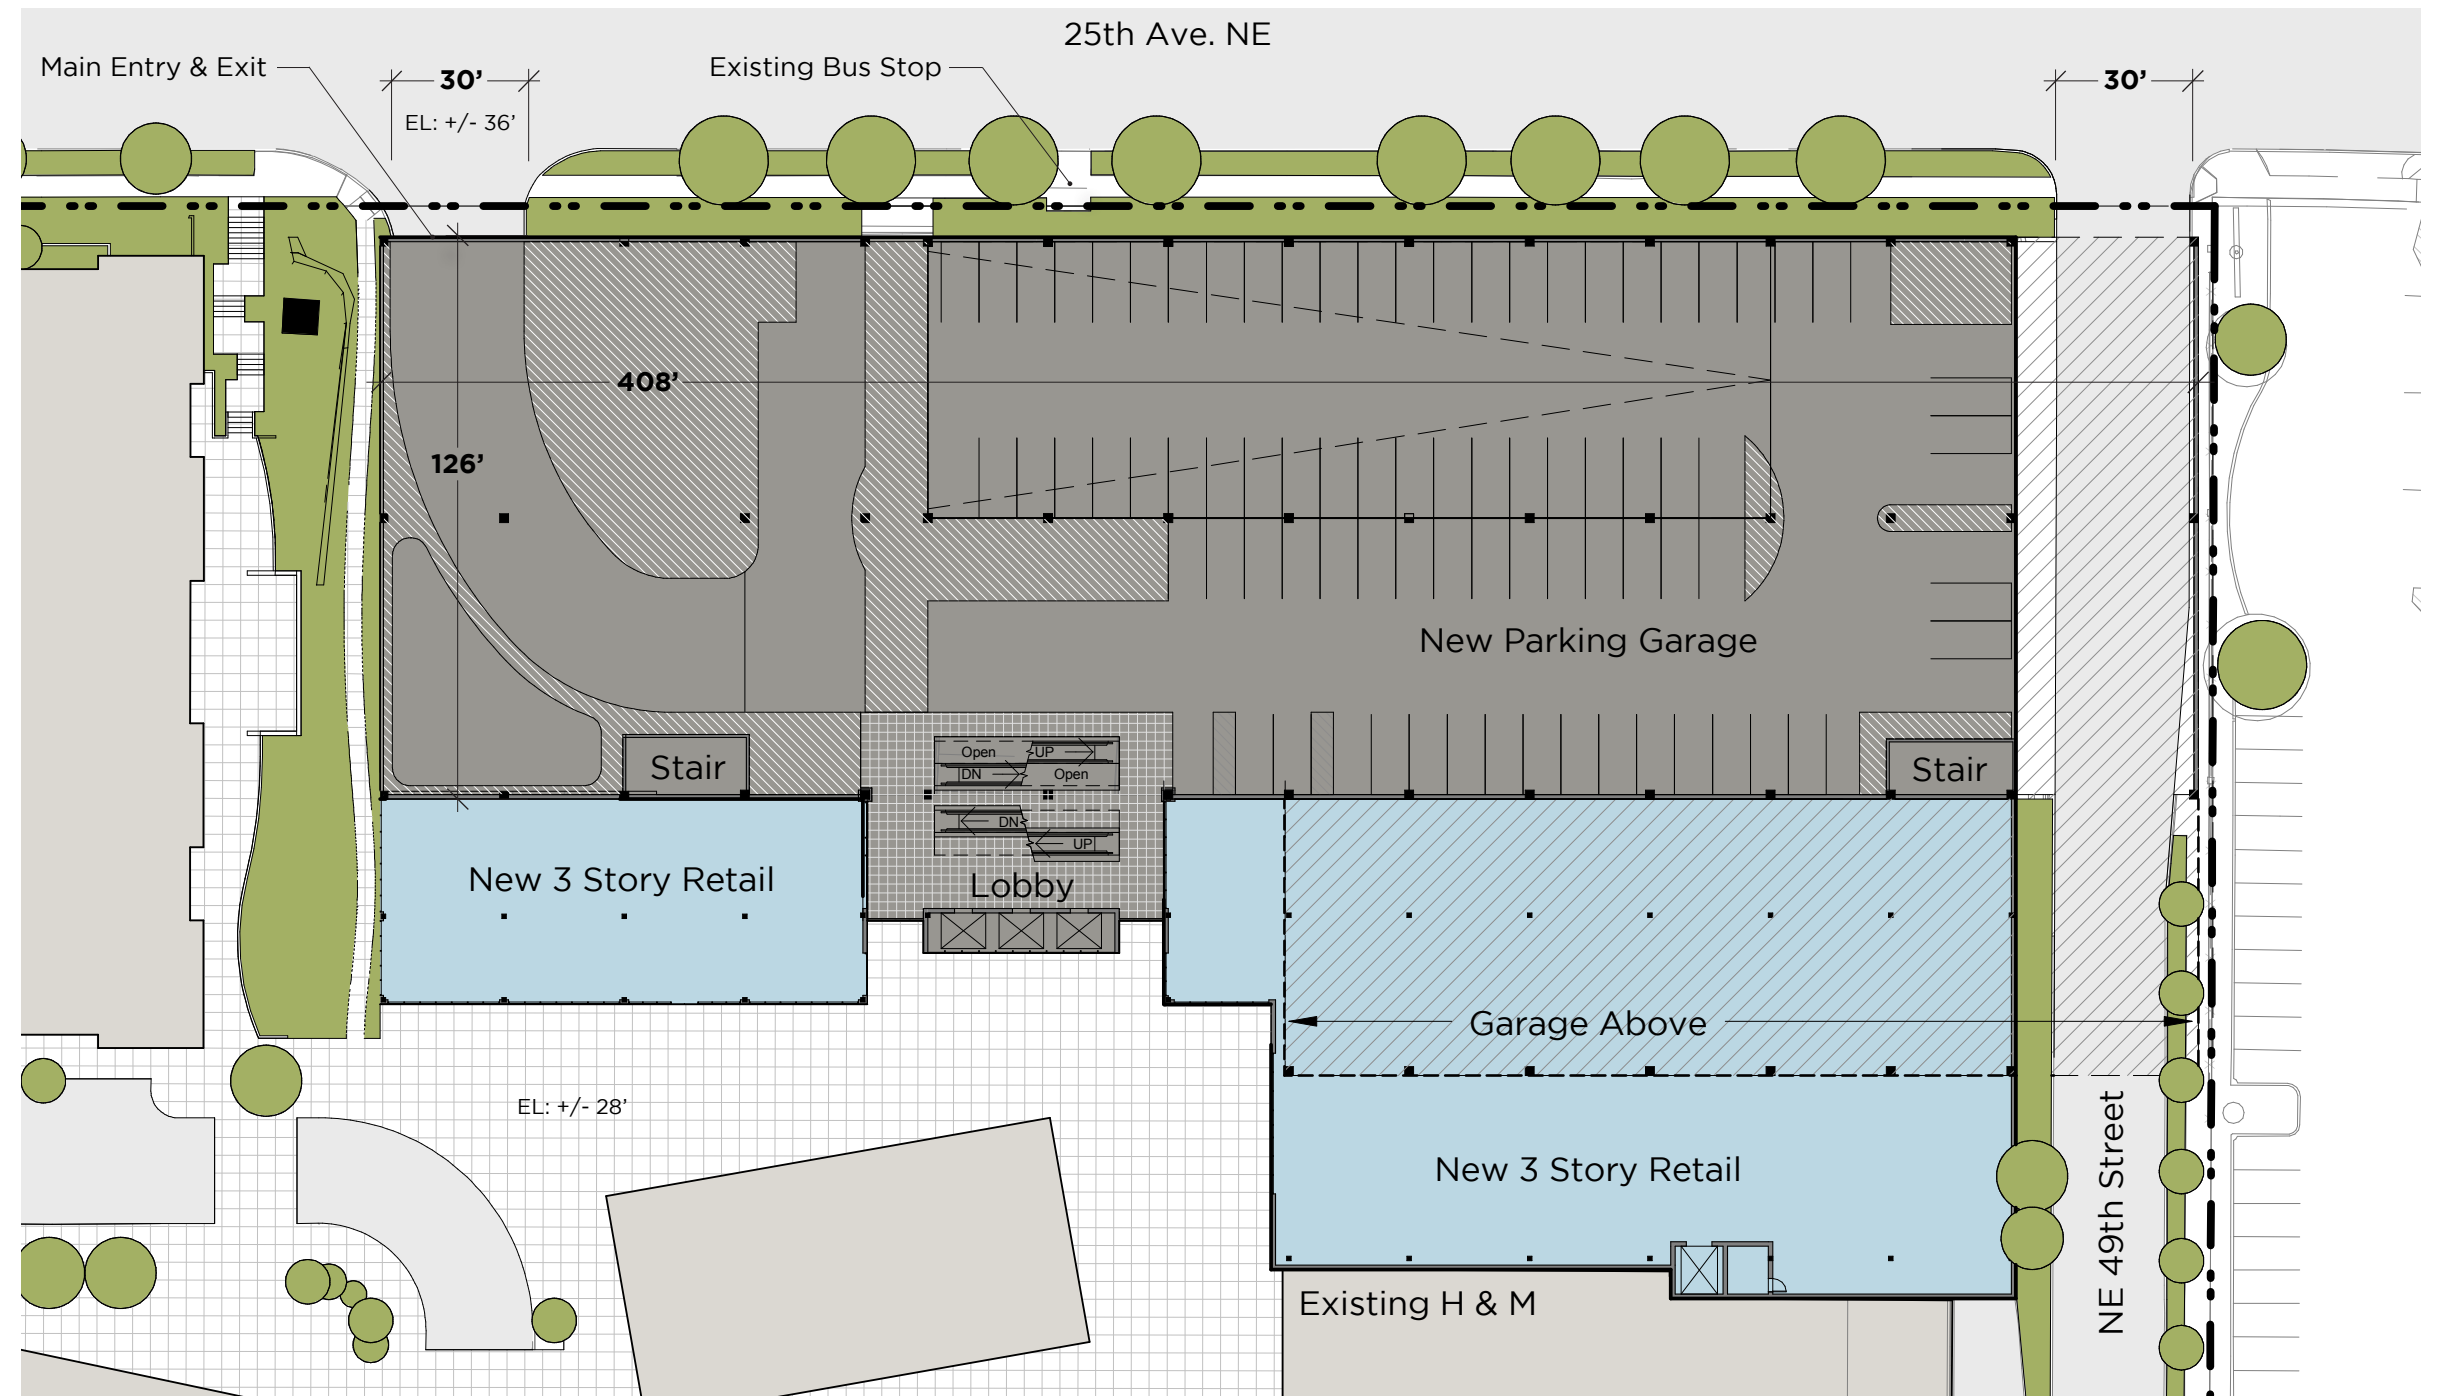 25th Ave. NE
Main Entry & Exit
30’
Existing Bus Stop
30’
EL: +/- 36’
408’
126’
New Parking Garage
Open
UP
DN
Open
Stair
Stair
DN
UP
New 3 Story Retail
Lobby
Garage Above
EL: +/- 28’
New 3 Story Retail
NE 49th Street
Existing H & M